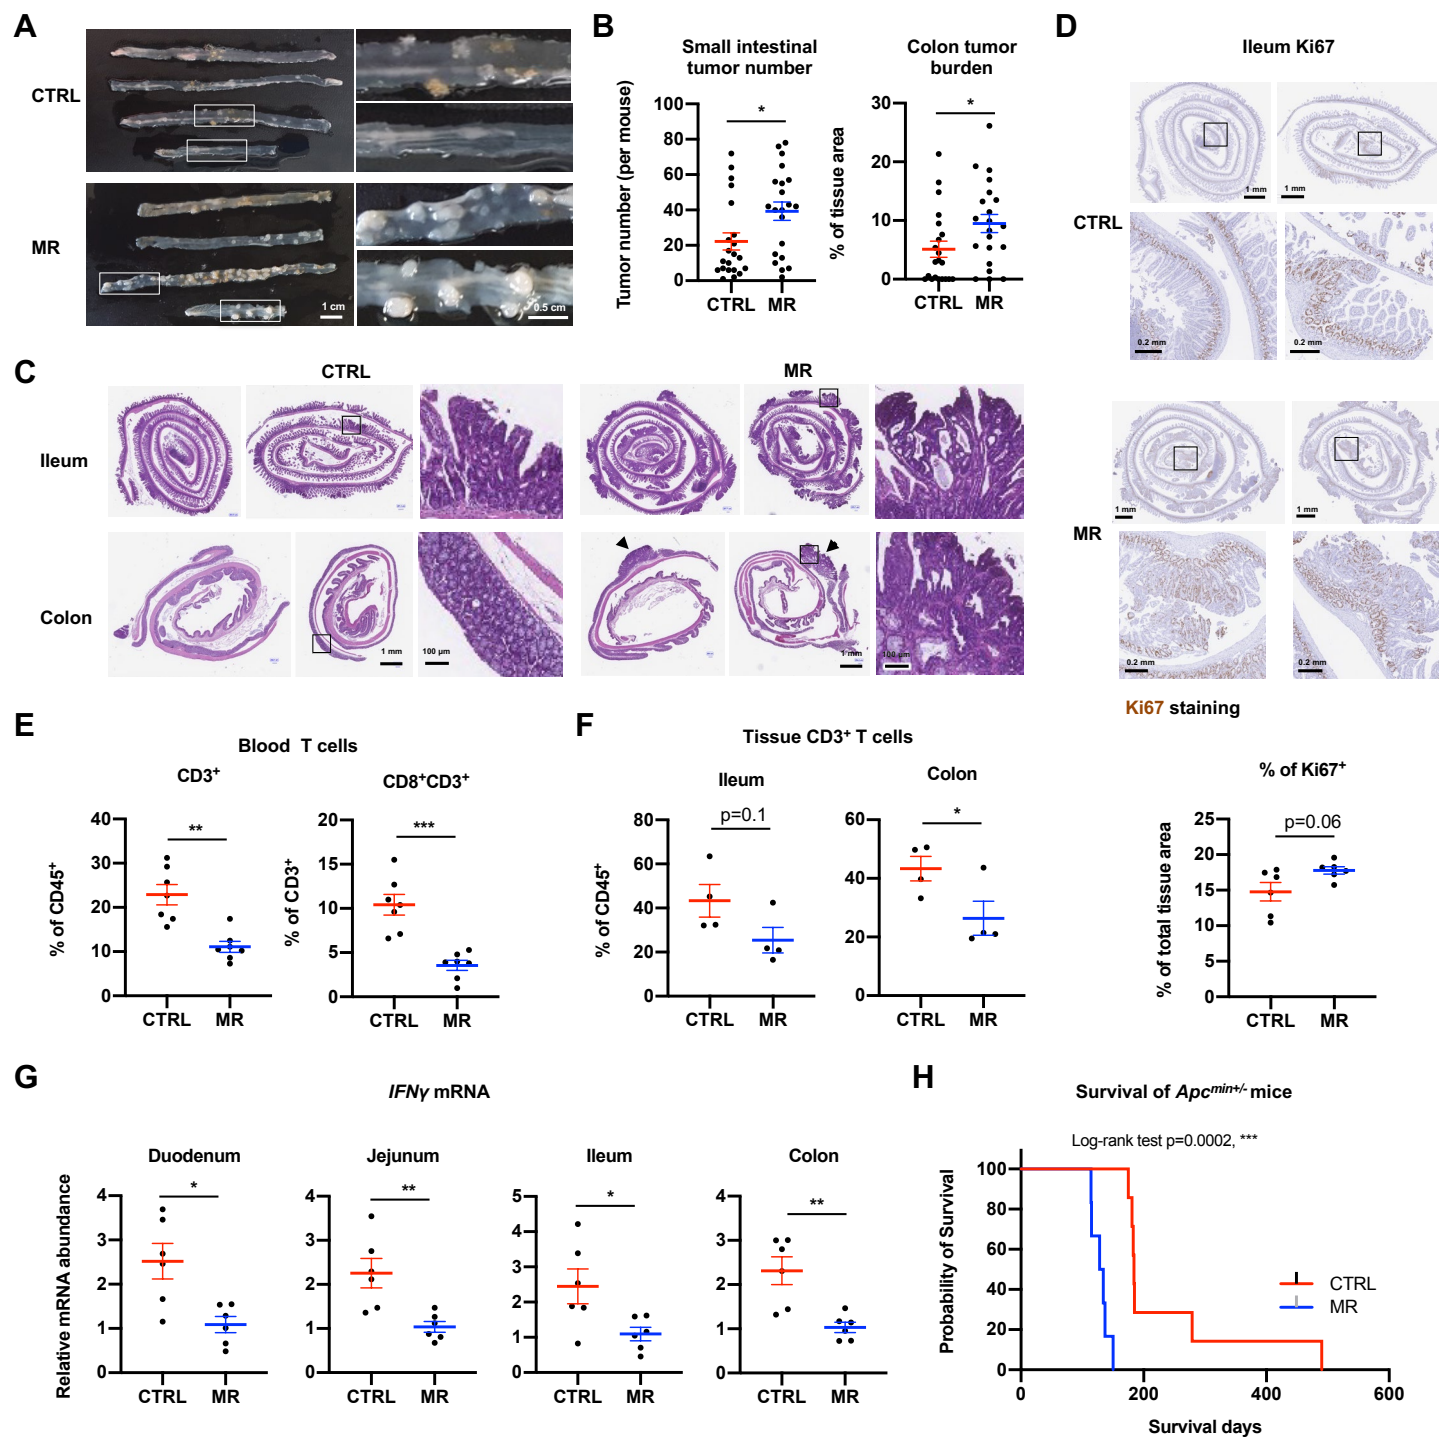 A
CTRL
MR
1 cm
0.5 cm
B
Small intestinal
tumor number
Tumor number (per mouse)
100
80
60
40
20
0
*
CTRL MR
Colon tumor
burden
% of tissue area
30
20
10
0
*
CTRL MR
C
CTRL
MR
Ileum
Colon
1 mm
100 µm
1 mm
100 µm
D
Ileum Ki67
CTRL
1 mm
1 mm
0.2 mm
0.2 mm
MR
1 mm
1 mm
0.2 mm
0.2 mm
Ki67 staining
% of Ki67+
% of total tissue area
25
20
15
10
5
0
p=0.06
CTRL MR
E
Blood T cells
CD3+
% of CD45+
40
30
20
10
0
**
CTRL MR
CD8+CD3+
% of CD3+
20
15
10
5
0
***
CTRL MR
F
Tissue CD3+ T cells
Ileum
% of CD45+
80
60
40
20
0
p=0.1
CTRL MR
Colon
60
40
20
0
*
CTRL MR
G
IFNγ mRNA
Relative mRNA abundance
Duodenum
4
3
2
1
0
*
CTRL MR
Jejunum
4
3
2
1
0
**
CTRL MR
Ileum
5
4
3
2
1
0
*
CTRL MR
Colon
4
3
2
1
0
**
CTRL MR
H
Survival of Apcmin+/- mice
Log-rank test p=0.0002, ***
Probability of Survival
100
80
60
40
20
0
CTRL
MR
0 200 400 600
Survival days